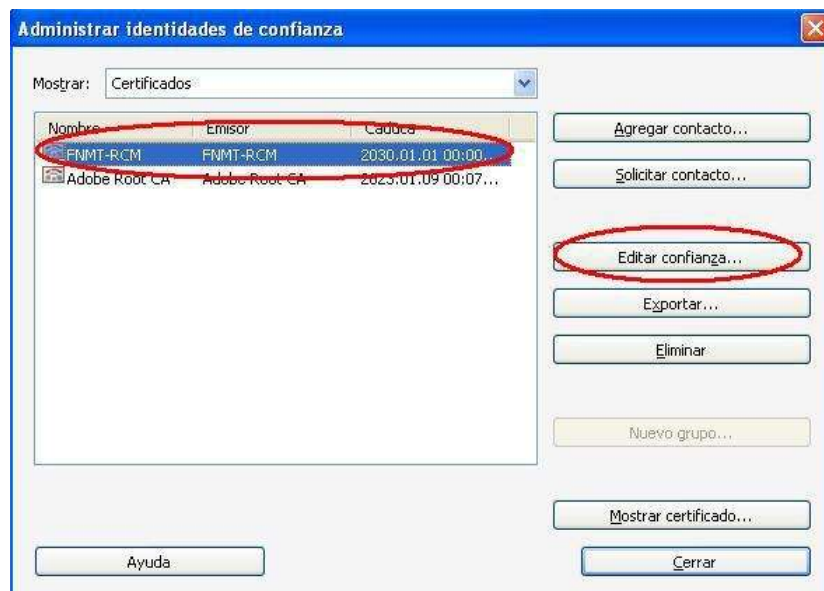 Administrar identidades de confianza
Mostrar: Certificados
Nombre Emisor Caduca
FNMT-RCM FNMT-RCM 2030.01.01 00:00...
Adobe Root CA Adobe Root CA 2023.01.09 00:07...
Agregar contacto...
Solicitar contacto...
Editar confianza...
Exportar...
Eliminar
Nuevo grupo...
Mostrar certificado...
Ayuda
Cerrar